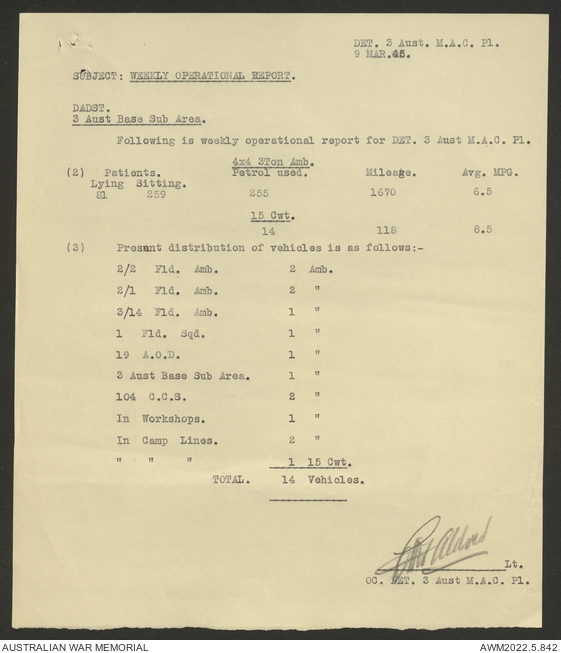 DET. 3 Aust. M.A.C. Pl.
9 MAR.45.
SUBJECT: WEEKLY OPERATIONAL REPORT.
DADST.
3 Aust Base Sub Area.
Following is weekly operational report for DET. 3 Aust M.A.C. Pl.
4x4 3Ton Amb.
(2) Patients. Petrol used. Mileage. Avg. MPG.
Lying Sitting.
81 259 255 1670 6.5
15 Cwt.
14 118 8.5
(3) Present distribution of vehicles is as follows:-
2/2 Fld. Amb. 2 Amb.
2/1 Fld. Amb. 2 "
3/14 Fld. Amb. 1 "
1 Fld. Sqd. 1 "
19 A.O.D. 1 "
3 Aust Base Sub Area. 1 "
104 C.C.S. 2 "
In Workshops. 1 "
In Camp Lines. 2 "
" " " 1 15 Cwt.
TOTAL. 14 Vehicles.
Aldred
Lt.
OC. DET. 3 Aust M.A.C. Pl.
AUSTRALIAN WAR MEMORIAL AWM2022.5.842